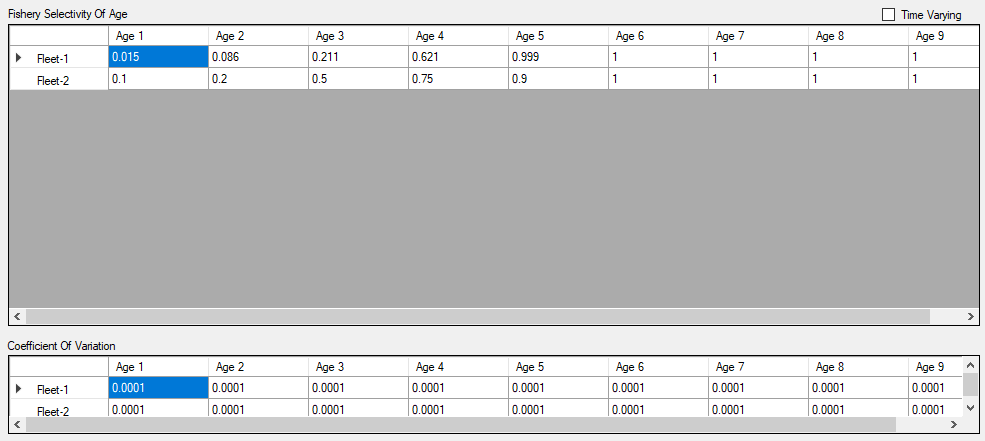 Fishery Selectivity Of Age Time Varying
Age 1 Age 2 Age 3 Age 4 Age 5 Age 6 Age 7 Age 8 Age 9
Fleet-1 0.015 0.086 0.211 0.621 0.999 1 1 1 1
Fleet-2 0.1 0.2 0.5 0.75 0.9 1 1 1 1
Coefficient Of Variation
Age 1 Age 2 Age 3 Age 4 Age 5 Age 6 Age 7 Age 8 Age 9
Fleet-1 0.0001 0.0001 0.0001 0.0001 0.0001 0.0001 0.0001 0.0001 0.0001
Fleet-2 0.0001 0.0001 0.0001 0.0001 0.0001 0.0001 0.0001 0.0001 0.0001